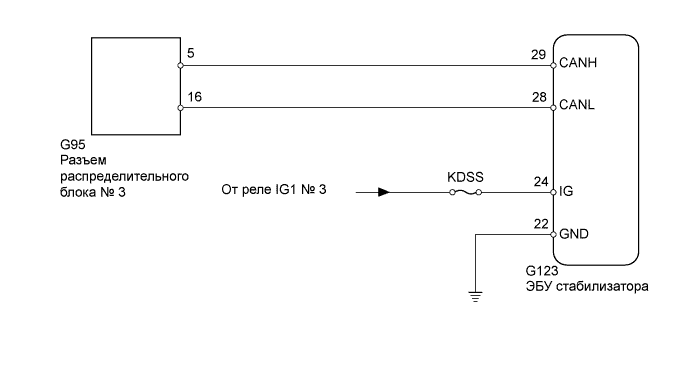 5
29
CANH
16
28
CANL
G95
Разъем
распределительного
блока № 3
От реле IG1 № 3
KDSS
24
IG
22
GND
G123
ЭБУ стабилизатора